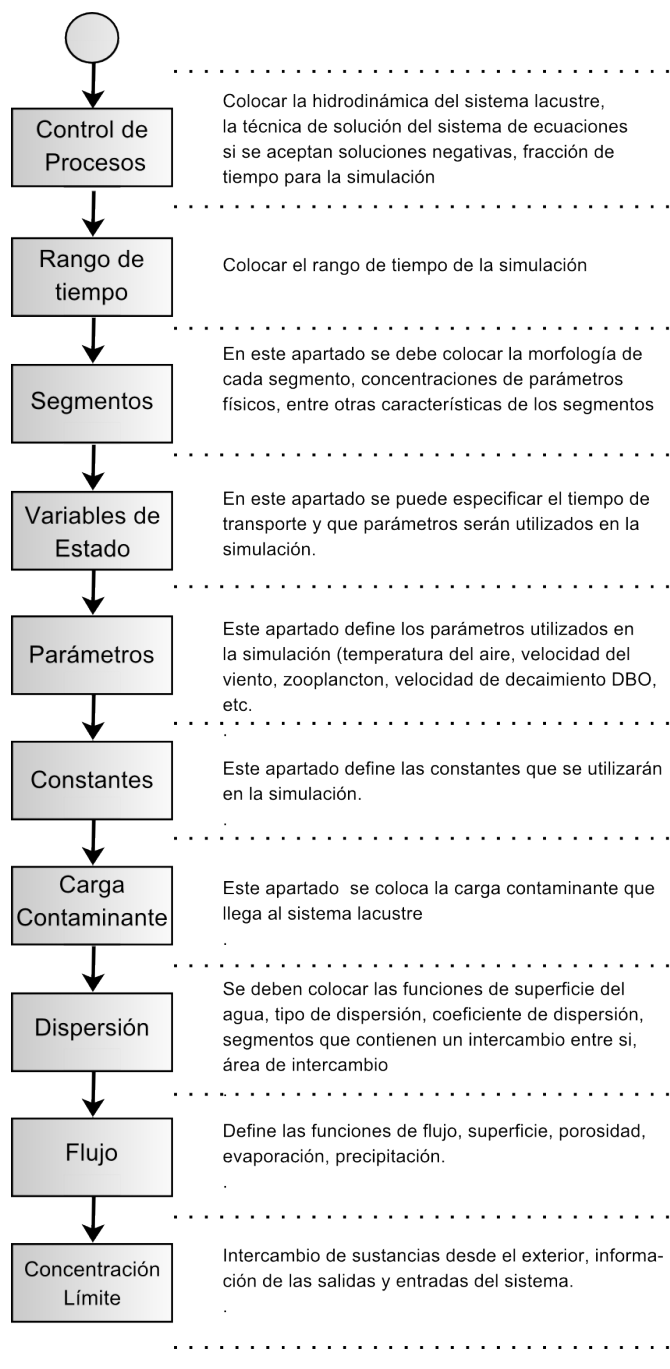 Control de
Procesos
Colocar la hidrodinámica del sistema lacustre,
la técnica de solución del sistema de ecuaciones
si se aceptan soluciones negativas, fracción de
tiempo para la simulación
Rango de
tiempo
Colocar el rango de tiempo de la simulación
Segmentos
En este apartado se debe colocar la morfología de
cada segmento, concentraciones de parámetros
físicos, entre otras características de los segmentos
Variables de
Estado
En este apartado se puede especificar el tiempo de
transporte y que parámetros serán utilizados en la
simulación.
Parámetros
Este apartado define los parámetros utilizados en
la simulación (temperatura del aire, velocidad del
viento, zooplancton, velocidad de decaimiento DBO,
etc.
.
Constantes
Este apartado define las constantes que se utilizarán
en la simulación.
.
Carga
Contaminante
Este apartado  se coloca la carga contaminante que
llega al sistema lacustre
.
Dispersión
Se deben colocar las funciones de superficie del
agua, tipo de dispersión, coeficiente de dispersión,
segmentos que contienen un intercambio entre si,
área de intercambio
.
Flujo
Define las funciones de flujo, superficie, porosidad,
evaporación, precipitación.
.
Concentración
Límite
Intercambio de sustancias desde el exterior, informa-
ción de las salidas y entradas del sistema.
.